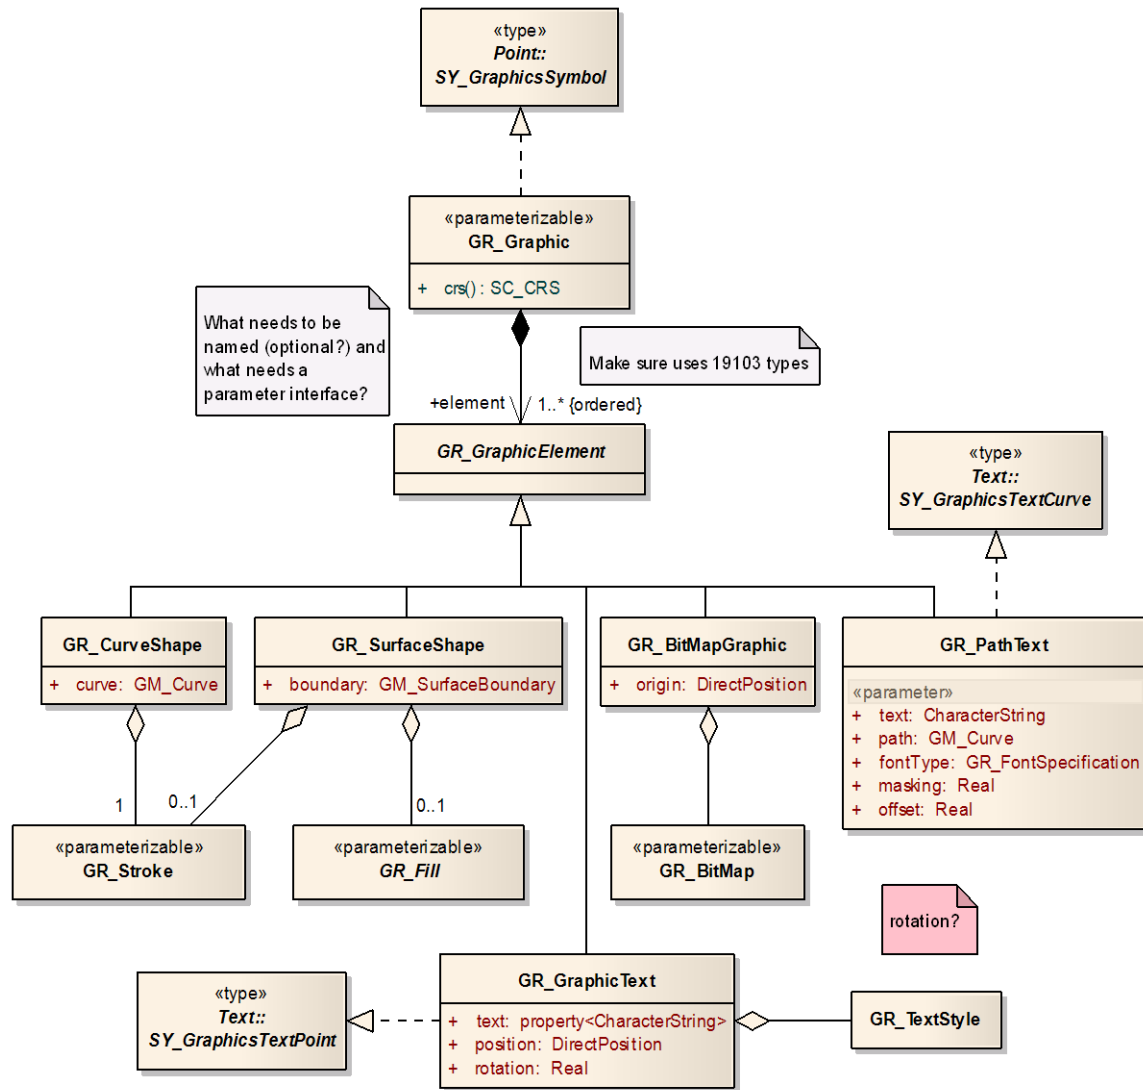 «type»
Point::
SY_GraphicsSymbol
«parameterizable»
GR_Graphic
+ crs() : SC_CRS
What needs to be
named (optional?) and
what needs a
parameter interface?
Make sure uses 19103 types
+element
1..* {ordered}
GR_GraphicElement
«type»
Text::
SY_GraphicsTextCurve
GR_CurveShape
+ curve: GM_Curve
GR_SurfaceShape
+ boundary: GM_SurfaceBoundary
GR_BitMapGraphic
+ origin: DirectPosition
GR_PathText
«parameter»
+ text: CharacterString
+ path: GM_Curve
+ fontType: GR_FontSpecification
+ masking: Real
+ offset: Real
1
0..1
0..1
«parameterizable»
GR_Stroke
«parameterizable»
GR_Fill
«parameterizable»
GR_BitMap
rotation?
«type»
Text::
SY_GraphicsTextPoint
GR_GraphicText
+ text: property<CharacterString>
+ position: DirectPosition
+ rotation: Real
GR_TextStyle